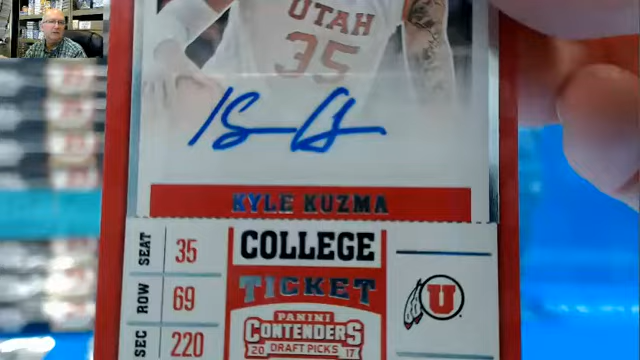 UTAH
35
KYLE KUZMA
SEAT 35
ROW 69
SEC 220
COLLEGE
TICKET
PANINI
CONTENDERS
20 DRAFT PICKS 17
U